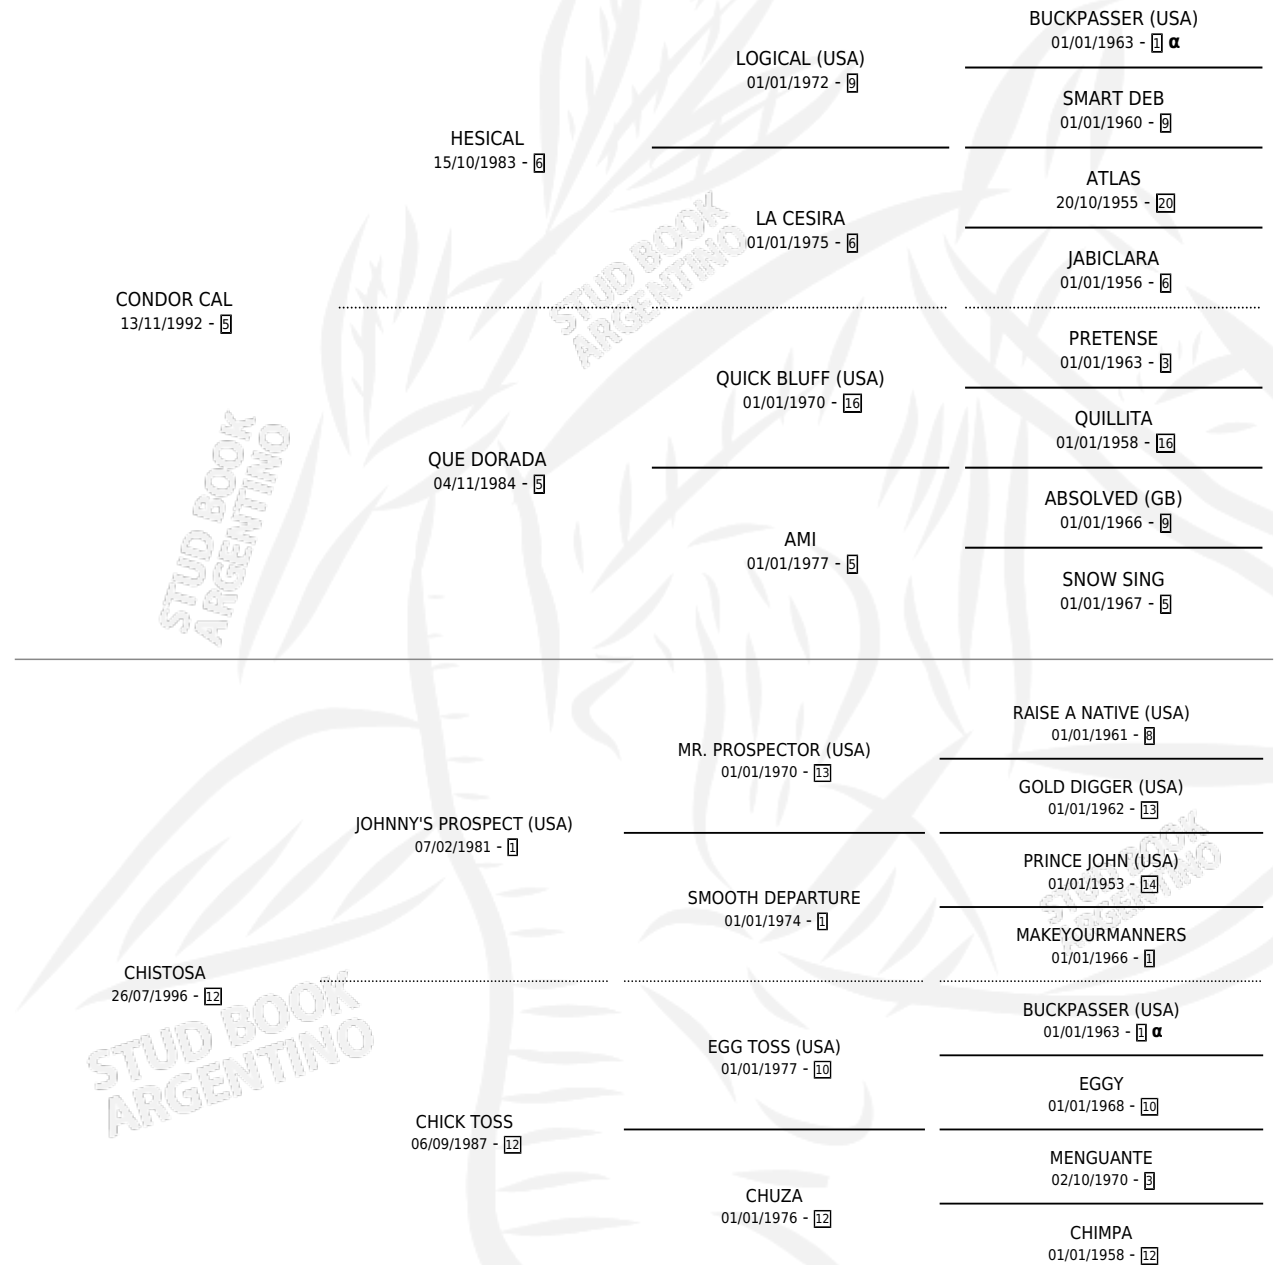 BUCKPASSER (USA)
01/01/1963 - 1 α
LOGICAL (USA)
01/01/1972 - 9
SMART DEB
01/01/1960 - 9
HESICAL
15/10/1983 - 6
ATLAS
20/10/1955 - 20
LA CESIRA
01/01/1975 - 6
JABICLARA
01/01/1956 - 6
CONDOR CAL
13/11/1992 - 5
PRETENSE
01/01/1963 - 3
QUICK BLUFF (USA)
01/01/1970 - 16
QUILLITA
01/01/1958 - 16
QUE DORADA
04/11/1984 - 5
ABSOLVED (GB)
01/01/1966 - 9
AMI
01/01/1977 - 5
SNOW SING
01/01/1967 - 5
STUD BOOK
ARGENTINO
STUD BOOK
ARGENTINO
RAISE A NATIVE (USA)
01/01/1961 - 8
MR. PROSPECTOR (USA)
01/01/1970 - 13
GOLD DIGGER (USA)
01/01/1962 - 13
JOHNNY'S PROSPECT (USA)
07/02/1981 - 1
PRINCE JOHN (USA)
01/01/1953 - 14
SMOOTH DEPARTURE
01/01/1974 - 1
MAKEYOURMANNERS
01/01/1966 - 1
CHISTOSA
26/07/1996 - 12
BUCKPASSER (USA)
01/01/1963 - 1 α
EGG TOSS (USA)
01/01/1977 - 10
EGGY
01/01/1968 - 10
CHICK TOSS
06/09/1987 - 12
MENGUANTE
02/10/1970 - 3
CHUZA
01/01/1976 - 12
CHIMPA
01/01/1958 - 12
STUD BOOK
ARGENTINO
STUD BOOK
ARGENTINO